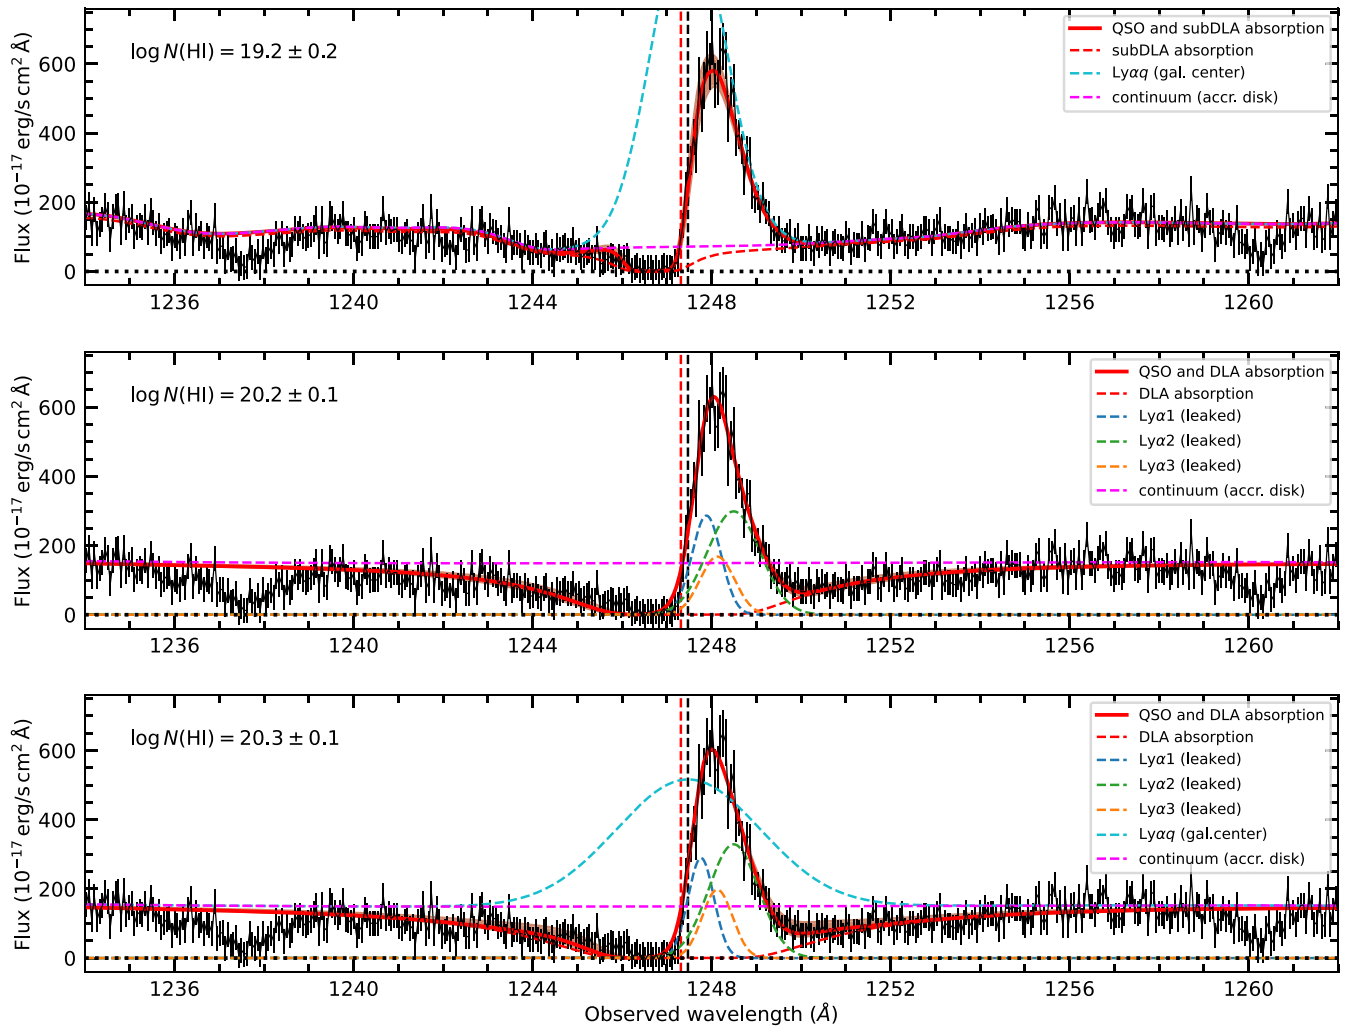 log N(HI) = 19.2 ± 0.2
QSO and subDLA absorption
subDLA absorption
Lyαq (gal. center)
continuum (accr. disk)
Flux (10⁻¹⁷ erg/s cm² Å)
600
400
200
0
1236 1240 1244 1248 1252 1256 1260
log N(HI) = 20.2 ± 0.1
QSO and DLA absorption
DLA absorption
Lyα1 (leaked)
Lyα2 (leaked)
Lyα3 (leaked)
continuum (accr. disk)
Flux (10⁻¹⁷ erg/s cm² Å)
600
400
200
0
1236 1240 1244 1248 1252 1256 1260
log N(HI) = 20.3 ± 0.1
QSO and DLA absorption
DLA absorption
Lyα1 (leaked)
Lyα2 (leaked)
Lyα3 (leaked)
Lyαq (gal.center)
continuum (accr. disk)
Flux (10⁻¹⁷ erg/s cm² Å)
600
400
200
0
1236 1240 1244 1248 1252 1256 1260
Observed wavelength (Å)